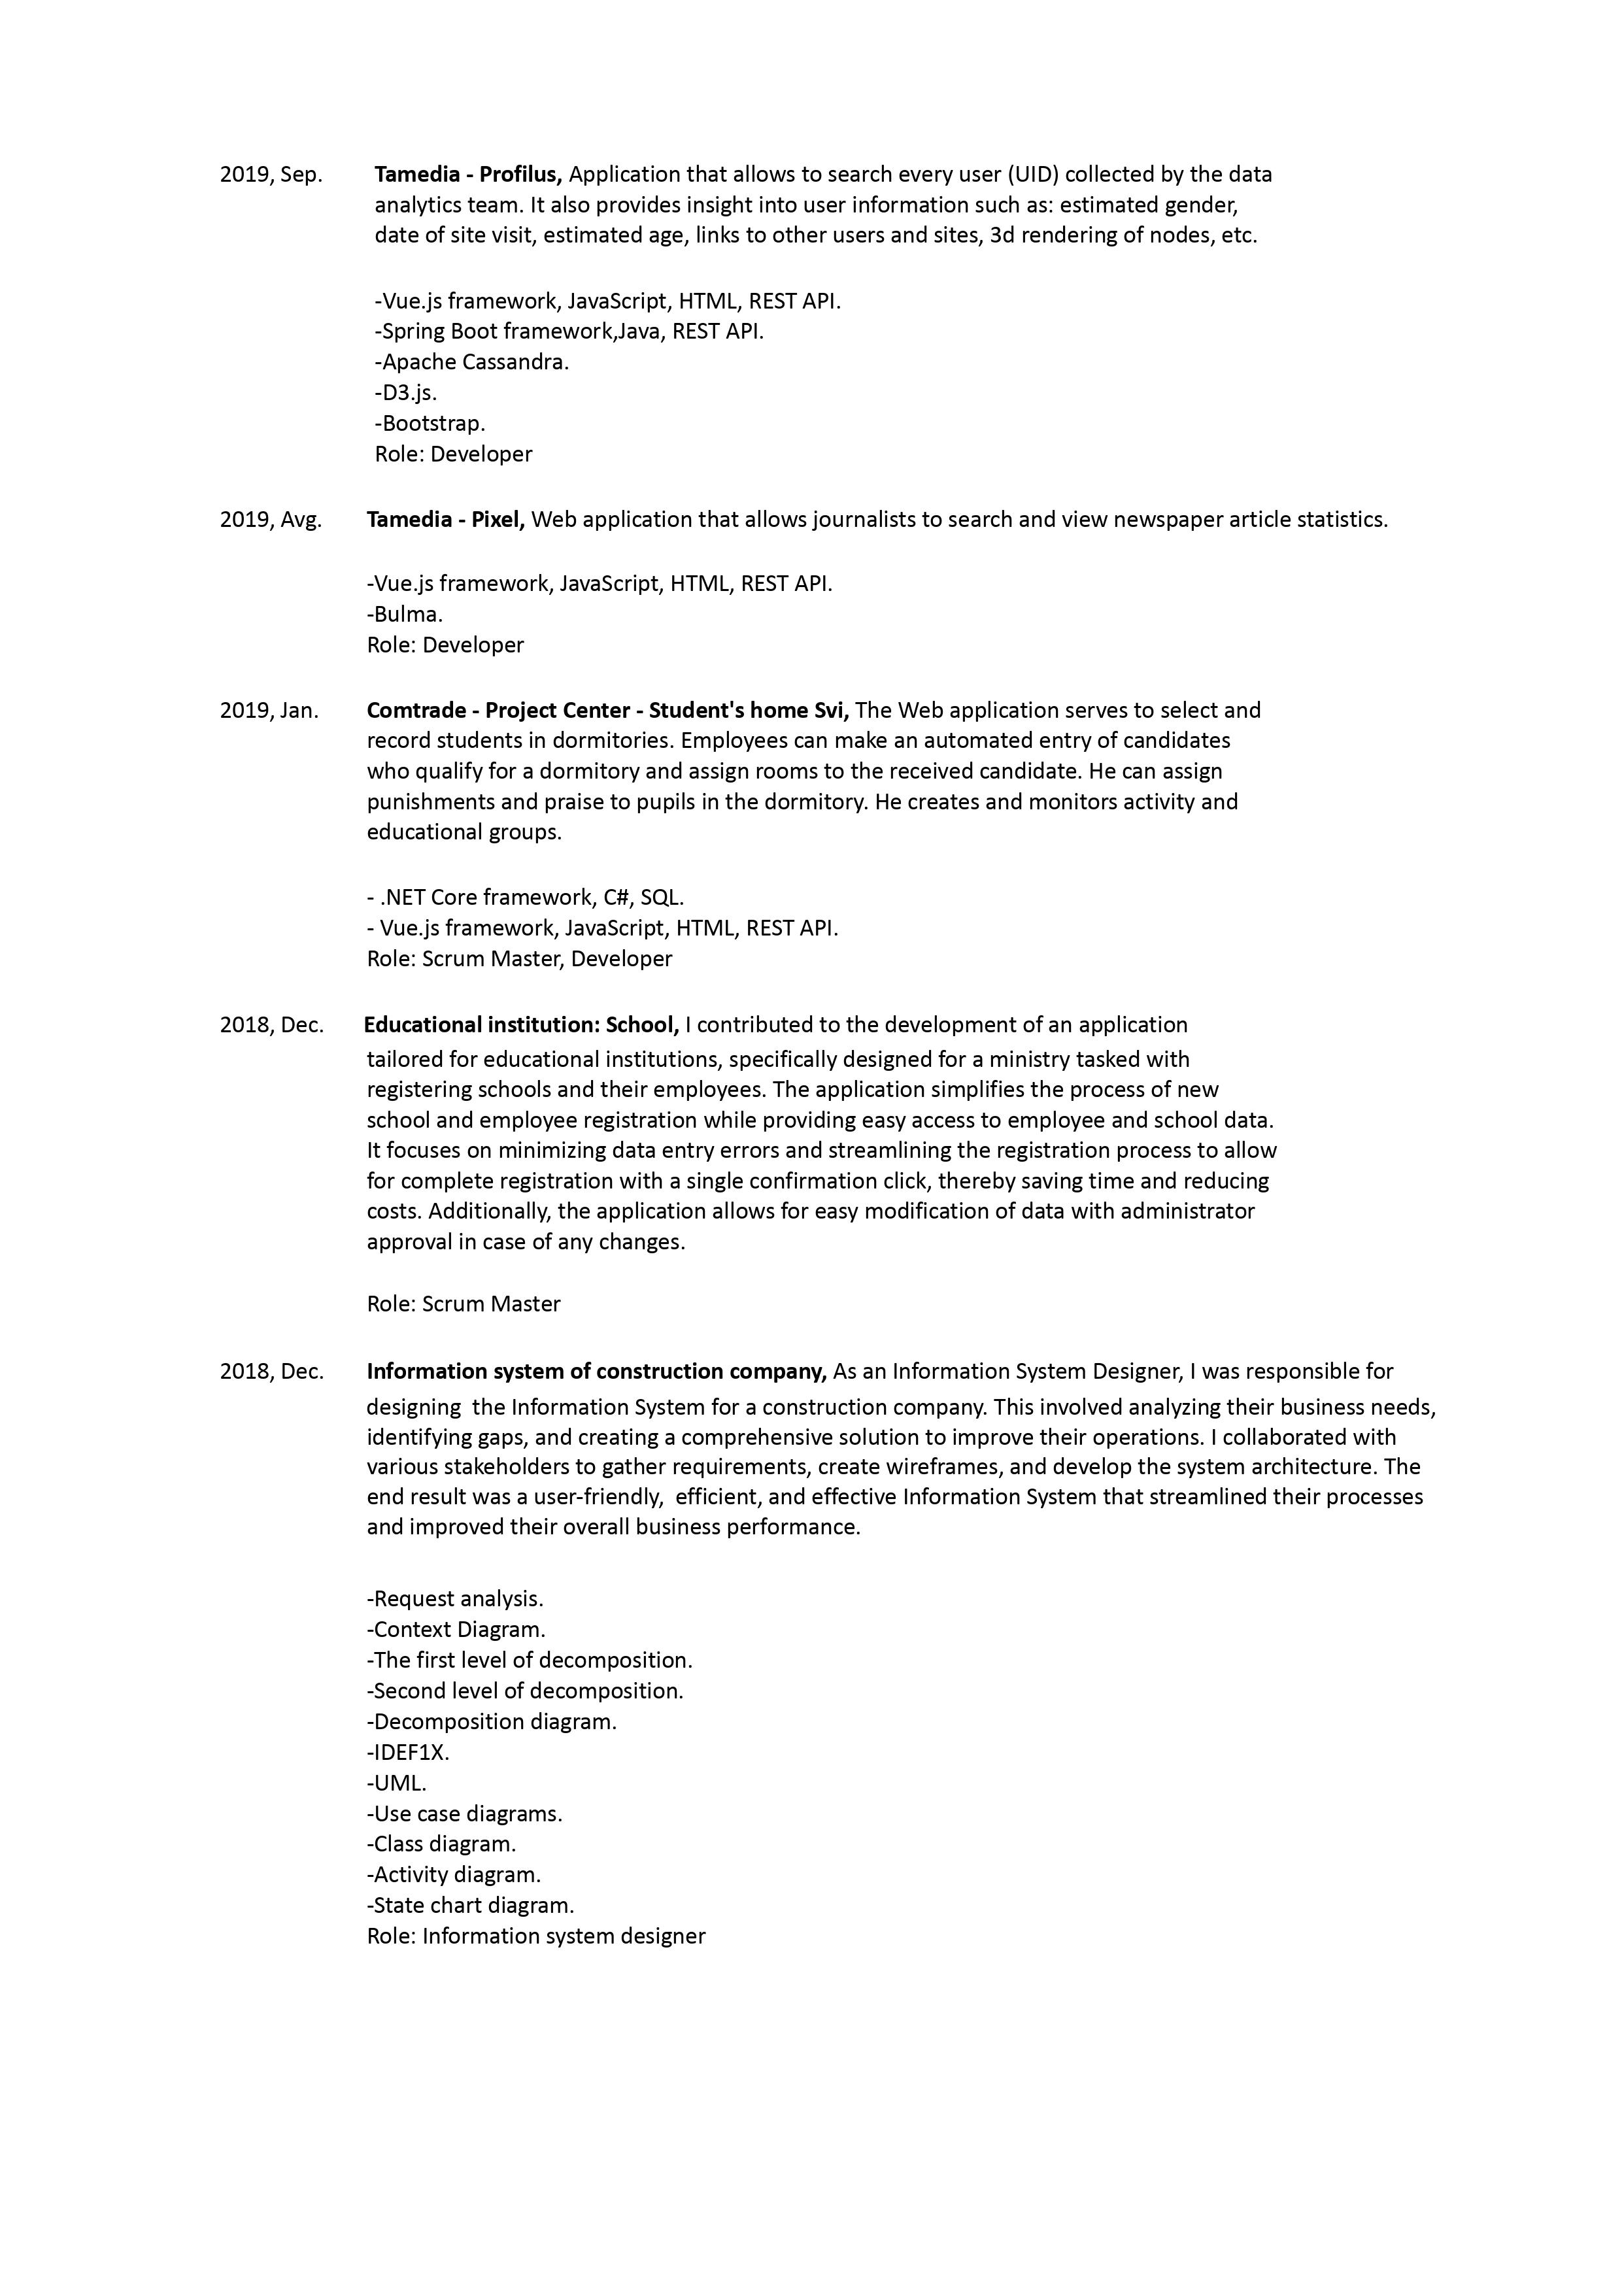 2019, Sep. Tamedia - Profilus, Application that allows to search every user (UID) collected by the data
analytics team. It also provides insight into user information such as: estimated gender,
date of site visit, estimated age, links to other users and sites, 3d rendering of nodes, etc.
-Vue.js framework, JavaScript, HTML, REST API.
-Spring Boot framework,Java, REST API.
-Apache Cassandra.
-D3.js.
-Bootstrap.
Role: Developer
2019, Avg. Tamedia - Pixel, Web application that allows journalists to search and view newspaper article statistics.
-Vue.js framework, JavaScript, HTML, REST API.
-Bulma.
Role: Developer
2019, Jan. Comtrade - Project Center - Student's home Svi, The Web application serves to select and
record students in dormitories. Employees can make an automated entry of candidates
who qualify for a dormitory and assign rooms to the received candidate. He can assign
punishments and praise to pupils in the dormitory. He creates and monitors activity and
educational groups.
- .NET Core framework, C#, SQL.
- Vue.js framework, JavaScript, HTML, REST API.
Role: Scrum Master, Developer
2018, Dec. Educational institution: School, I contributed to the development of an application
tailored for educational institutions, specifically designed for a ministry tasked with
registering schools and their employees. The application simplifies the process of new
school and employee registration while providing easy access to employee and school data.
It focuses on minimizing data entry errors and streamlining the registration process to allow
for complete registration with a single confirmation click, thereby saving time and reducing
costs. Additionally, the application allows for easy modification of data with administrator
approval in case of any changes.
Role: Scrum Master
2018, Dec. Information system of construction company, As an Information System Designer, I was responsible for
designing  the Information System for a construction company. This involved analyzing their business needs,
identifying gaps, and creating a comprehensive solution to improve their operations. I collaborated with
various stakeholders to gather requirements, create wireframes, and develop the system architecture. The
end result was a user-friendly,  efficient, and effective Information System that streamlined their processes
and improved their overall business performance.
-Request analysis.
-Context Diagram.
-The first level of decomposition.
-Second level of decomposition.
-Decomposition diagram.
-IDEF1X.
-UML.
-Use case diagrams.
-Class diagram.
-Activity diagram.
-State chart diagram.
Role: Information system designer